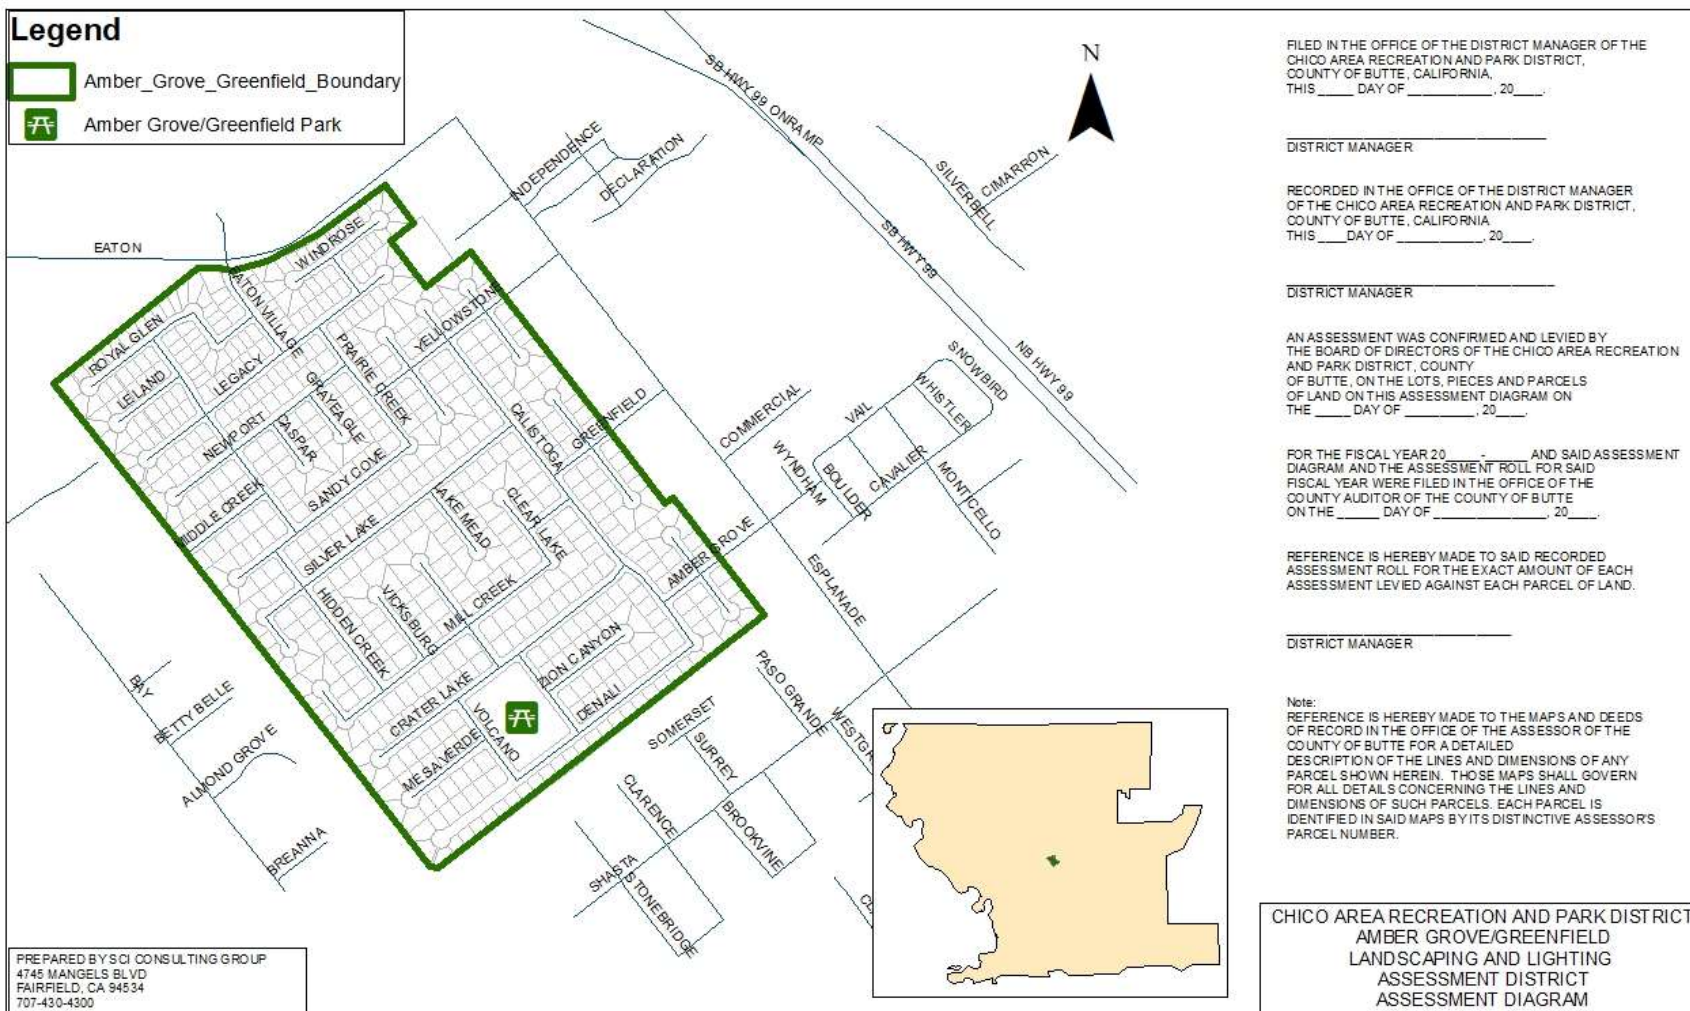 Legend
Amber_Grove_Greenfield_Boundary
Amber Grove/Greenfield Park
N
SB HWY 99 ONRAMP
INDEPENDENCE
DECLARATION
SILVERBELL
CIMARRON
SB HWY 99
NB HWY 99
EATON
WINDROSE
EATON VILLAGE
ROYAL GLEN
LELAND
LEGACY
PRAIRIE CREEK
YELLOWSTONE
GRAYEAGLE
NEWPORT
CASPAR
SANDY COVE
MIDDLE CREEK
CALISTOGA
GREENFIELD
COMMERCIAL
VAIL
SNOWBIRD
WHISTLER
WYNDHAM
BOULDER
CAVALIER
MONTICELLO
SILVER LAKE
LAKE MEAD
CLEAR LAKE
AMBER GROVE
ESPLANADE
HIDDEN CREEK
VICKSBURG
MILL CREEK
ZION CANYON
CRATER LAKE
DENALI
VOLCANO
MESA VERDE
BAY
BETTY BELLE
ALMOND GROVE
BREANNA
PASO GRANDE
SOMERSET
SURREY
CLARENCE
BROOKVINE
SHASTA
STONEBRIDGE
FILED IN THE OFFICE OF THE DISTRICT MANAGER OF THE
CHICO AREA RECREATION AND PARK DISTRICT,
COUNTY OF BUTTE, CALIFORNIA,
THIS _____ DAY OF ____________, 20____.
DISTRICT MANAGER
RECORDED IN THE OFFICE OF THE DISTRICT MANAGER
OF THE CHICO AREA RECREATION AND PARK DISTRICT,
COUNTY OF BUTTE, CALIFORNIA
THIS ____DAY OF ____________, 20____.
DISTRICT MANAGER
AN ASSESSMENT WAS CONFIRMED AND LEVIED BY
THE BOARD OF DIRECTORS OF THE CHICO AREA RECREATION
AND PARK DISTRICT, COUNTY
OF BUTTE, ON THE LOTS, PIECES AND PARCELS
OF LAND ON THIS ASSESSMENT DIAGRAM ON
THE _____ DAY OF __________, 20____.
FOR THE FISCAL YEAR 20_____-______ AND SAID ASSESSMENT
DIAGRAM AND THE ASSESSMENT ROLL FOR SAID
FISCAL YEAR WERE FILED IN THE OFFICE OF THE
COUNTY AUDITOR OF THE COUNTY OF BUTTE
ON THE ______ DAY OF ________________, 20____.
REFERENCE IS HEREBY MADE TO SAID RECORDED
ASSESSMENT ROLL FOR THE EXACT AMOUNT OF EACH
ASSESSMENT LEVIED AGAINST EACH PARCEL OF LAND.
DISTRICT MANAGER
Note:
REFERENCE IS HEREBY MADE TO THE MAPS AND DEEDS
OF RECORD IN THE OFFICE OF THE ASSESSOR OF THE
COUNTY OF BUTTE FOR A DETAILED
DESCRIPTION OF THE LINES AND DIMENSIONS OF ANY
PARCEL SHOWN HEREIN. THOSE MAPS SHALL GOVERN
FOR ALL DETAILS CONCERNING THE LINES AND
DIMENSIONS OF SUCH PARCELS. EACH PARCEL IS
IDENTIFIED IN SAID MAPS BY ITS DISTINCTIVE ASSESSOR'S
PARCEL NUMBER.
PREPARED BY SCI CONSULTING GROUP
4745 MANGELS BLVD
FAIRFIELD, CA 94534
707-430-4300
CHICO AREA RECREATION AND PARK DISTRICT
AMBER GROVE/GREENFIELD
LANDSCAPING AND LIGHTING
ASSESSMENT DISTRICT
ASSESSMENT DIAGRAM